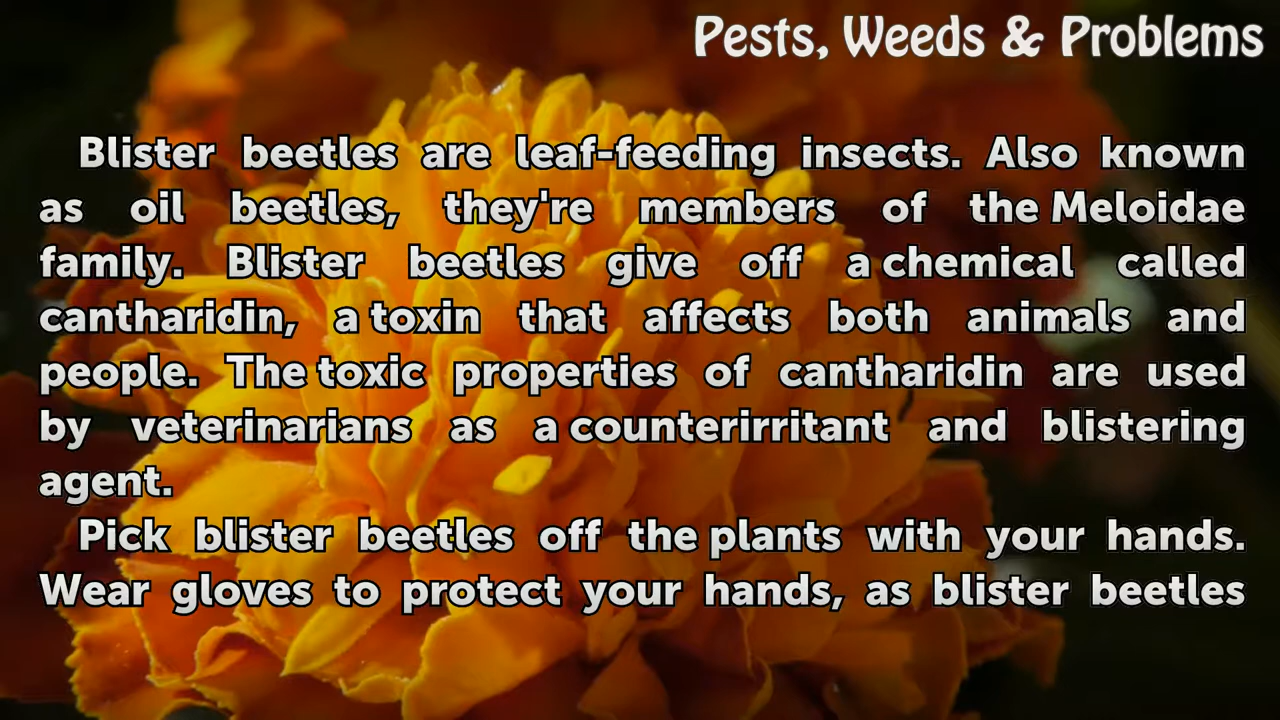 Pests, Weeds & Problems
Blister beetles are leaf-feeding insects. Also known
as oil beetles, they're members of the Meloidae
family. Blister beetles give off a chemical called
cantharidin, a toxin that affects both animals and
people. The toxic properties of cantharidin are used
by veterinarians as a counterirritant and blistering
agent.
Pick blister beetles off the plants with your hands.
Wear gloves to protect your hands, as blister beetles